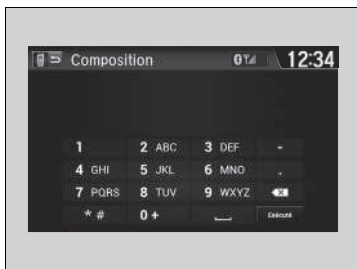 Composition 12:34
1 2 ABC 3 DEF -
4 GHI 5 JKL 6 MNO .
7 PQRS 8 TUV 9 WXYZ
* # 0 + Exécuté